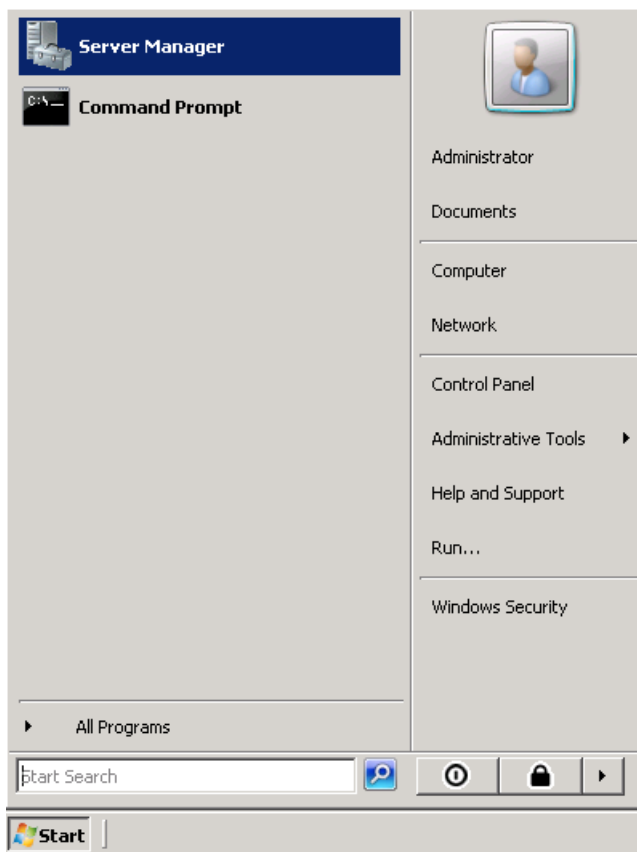 Server Manager
C:\
Command Prompt
Administrator
Documents
Computer
Network
Control Panel
Administrative Tools
Help and Support
Run...
Windows Security
All Programs
Start Search
Start